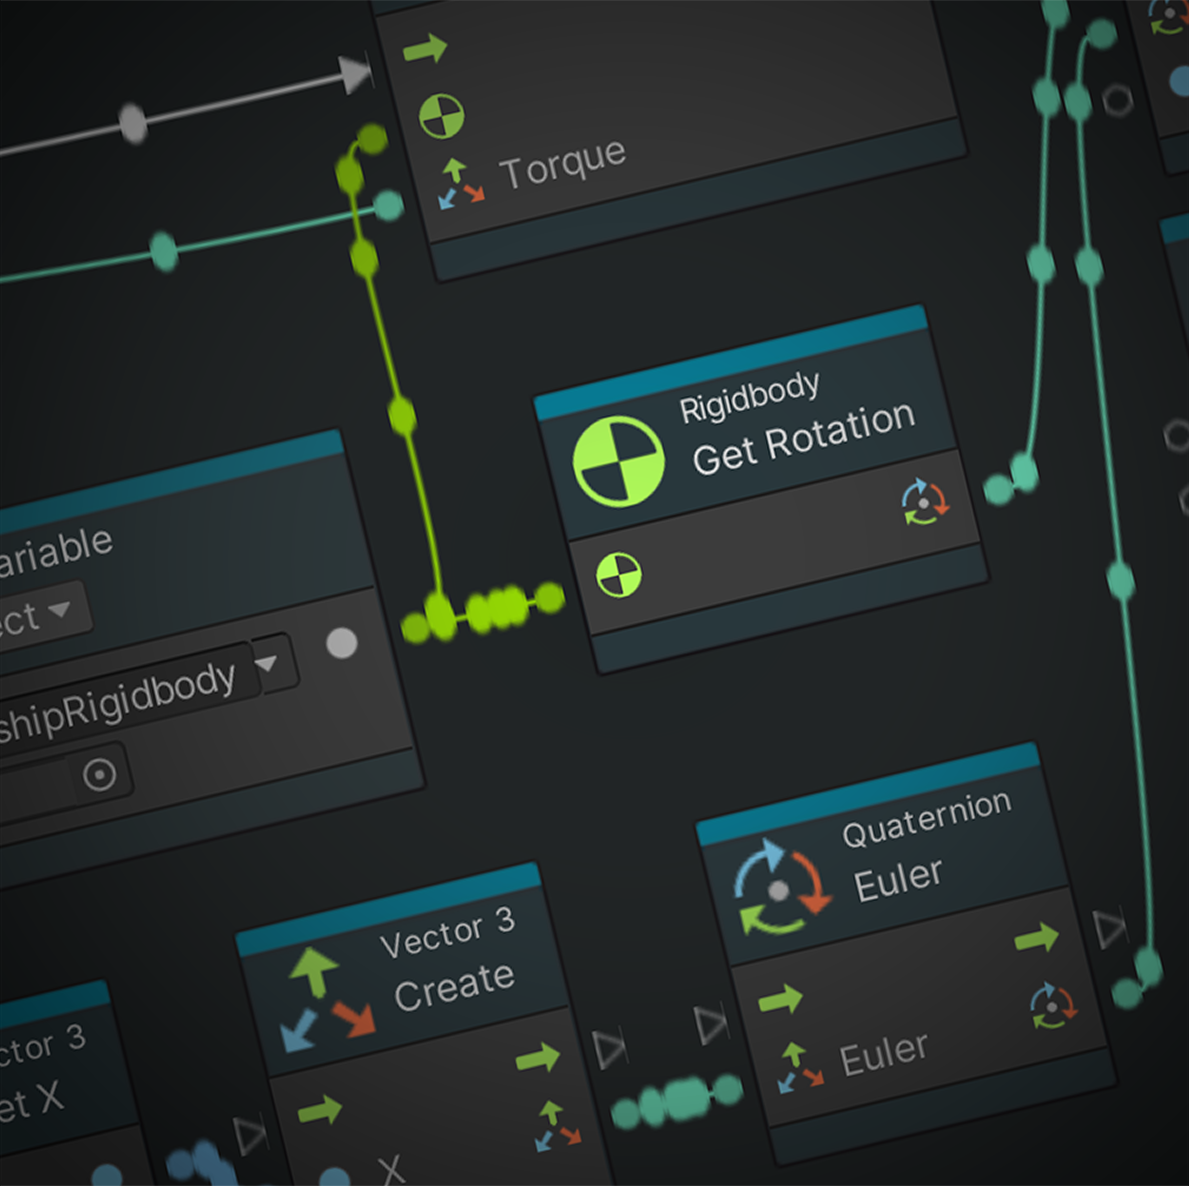 Torque
Rigidbody
Get Rotation
ariable
ect
shipRigidbody
Quaternion
Euler
Euler
Vector 3
Create
X
ctor 3
et X